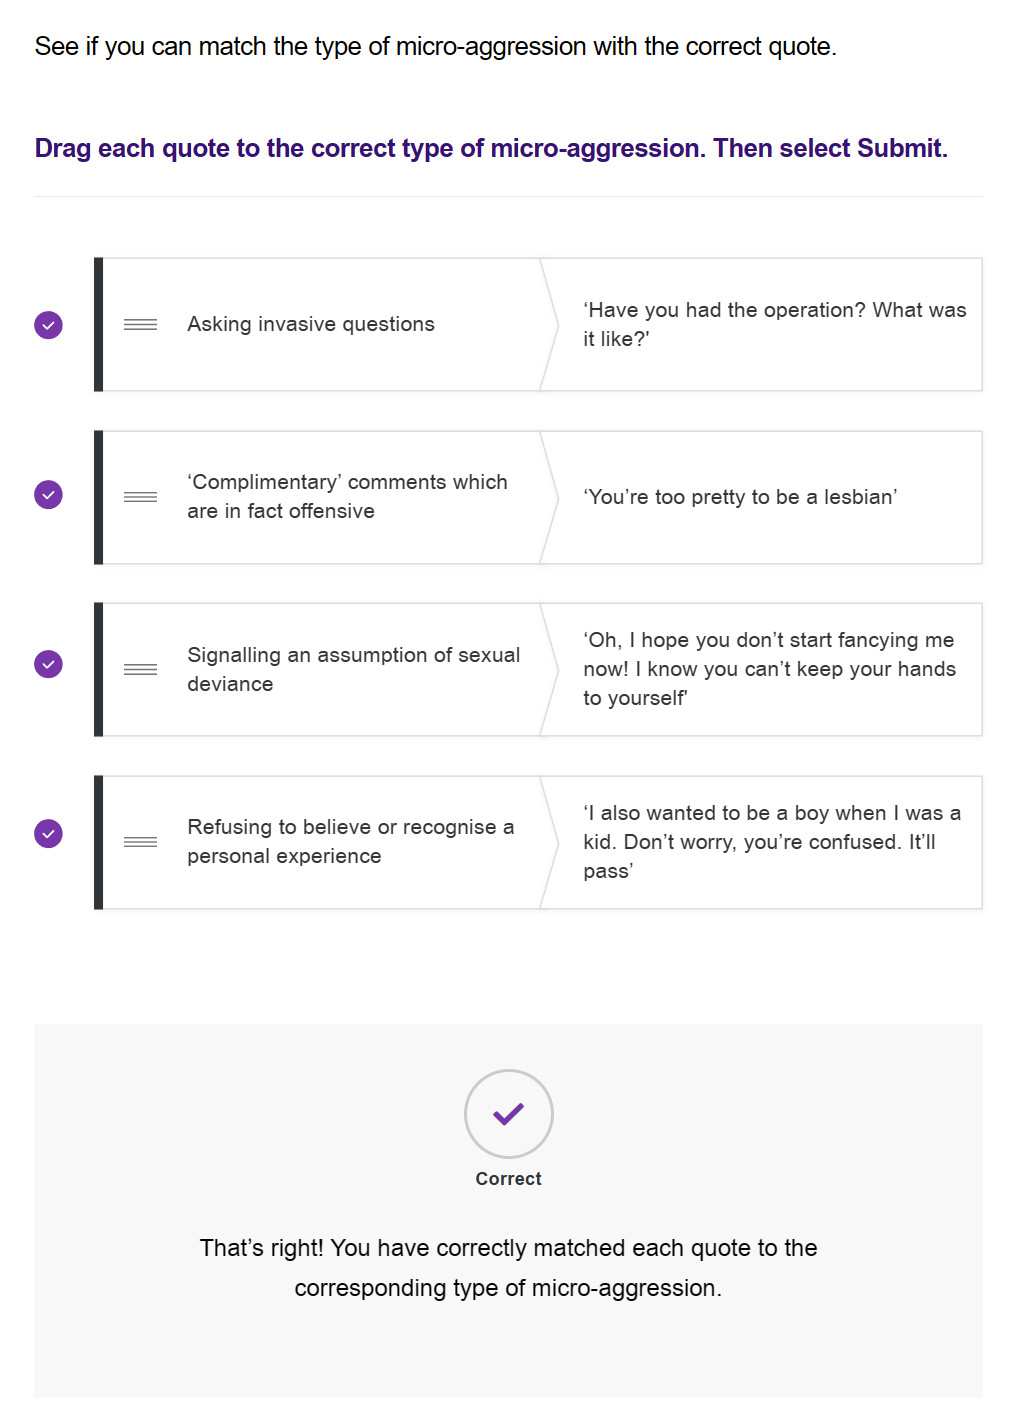 See if you can match the type of micro-aggression with the correct quote.
Drag each quote to the correct type of micro-aggression. Then select Submit.
Asking invasive questions
‘Have you had the operation? What was
it like?'
‘Complimentary’ comments which
are in fact offensive
‘You’re too pretty to be a lesbian’
Signalling an assumption of sexual
deviance
‘Oh, I hope you don’t start fancying me
now! I know you can’t keep your hands
to yourself'
Refusing to believe or recognise a
personal experience
‘I also wanted to be a boy when I was a
kid. Don’t worry, you’re confused. It’ll
pass’
Correct
That’s right! You have correctly matched each quote to the
corresponding type of micro-aggression.